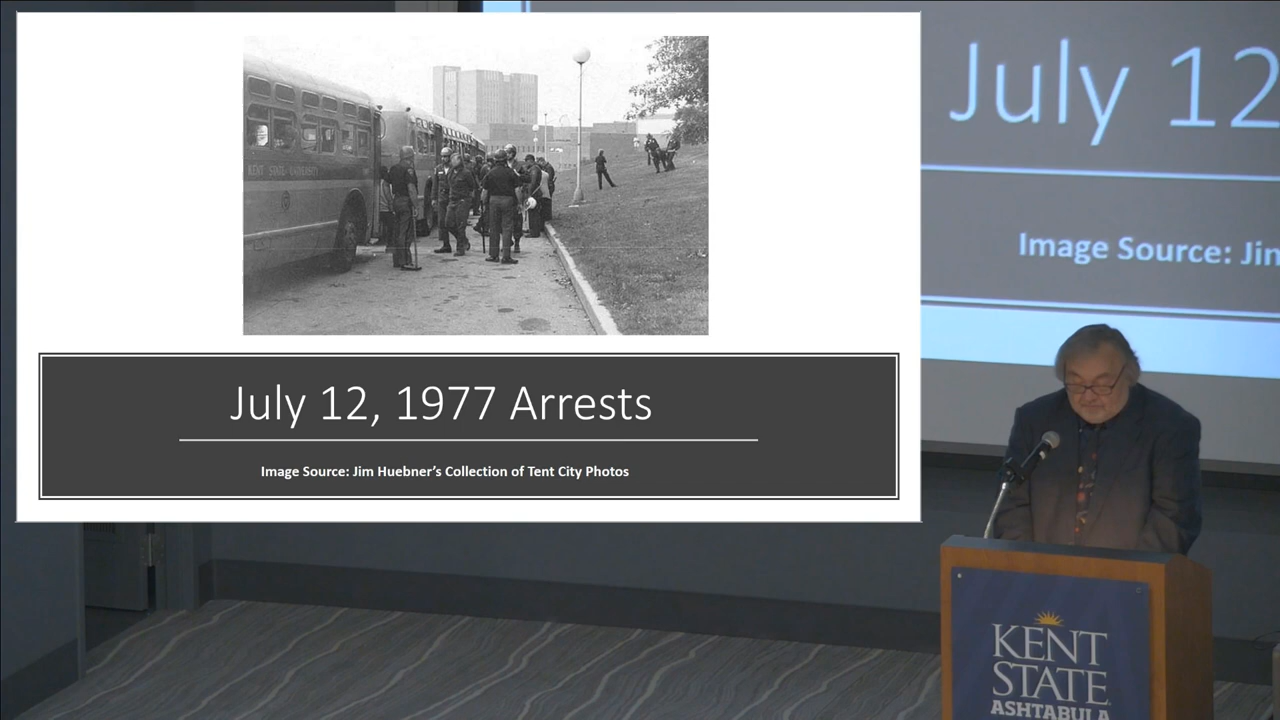 KENT STATE UNIVERSITY
July 12, 1977 Arrests
Image Source: Jim Huebner's Collection of Tent City Photos
July 12
Image Source: Jim
KENT
STATE
ASHTABULA